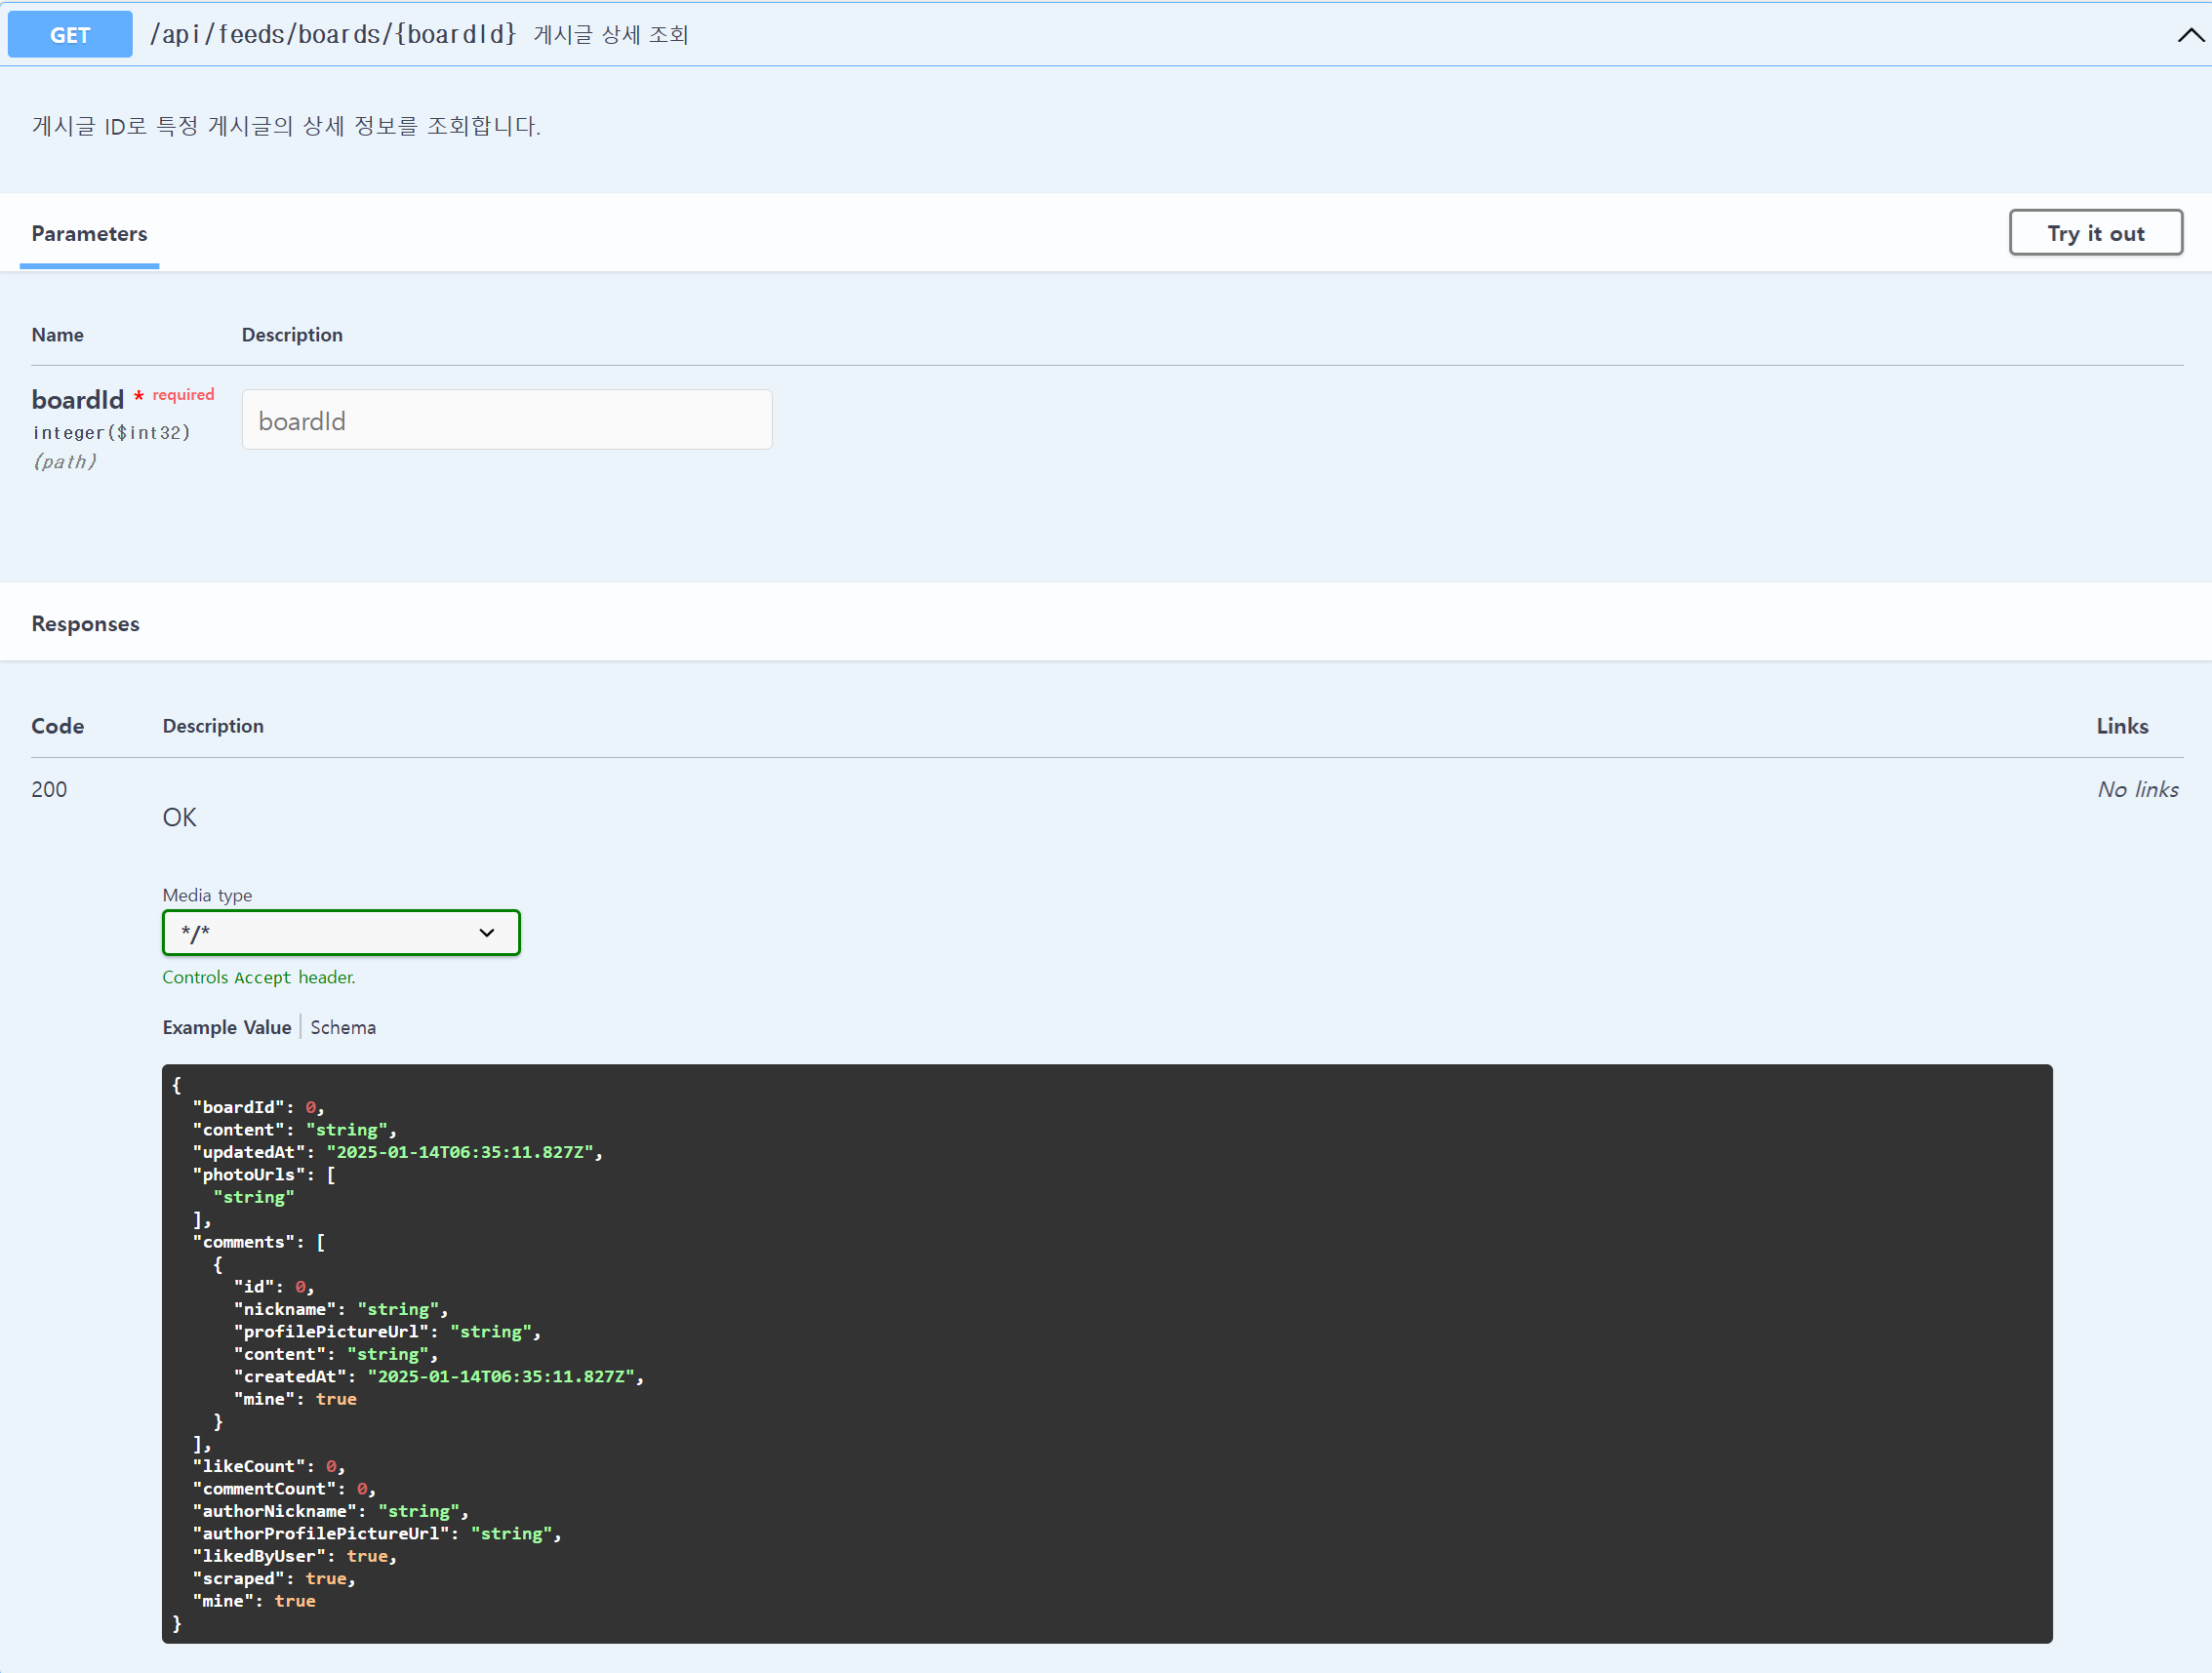 GET /api/feeds/boards/{boardId} 게시글 상세 조회
게시글 ID로 특정 게시글의 상세 정보를 조회합니다.
Parameters
Try it out
Name Description
boardId * required
integer($int32)
(path)
boardId
Responses
Code Description Links
200
OK
No links
Media type
*/*
Controls Accept header.
Example Value Schema
{
  "boardId": 0,
  "content": "string",
  "updatedAt": "2025-01-14T06:35:11.827Z",
  "photoUrls": [
    "string"
  ],
  "comments": [
    {
      "id": 0,
      "nickname": "string",
      "profilePictureUrl": "string",
      "content": "string",
      "createdAt": "2025-01-14T06:35:11.827Z",
      "mine": true
    }
  ],
  "likeCount": 0,
  "commentCount": 0,
  "authorNickname": "string",
  "authorProfilePictureUrl": "string",
  "likedByUser": true,
  "scraped": true,
  "mine": true
}